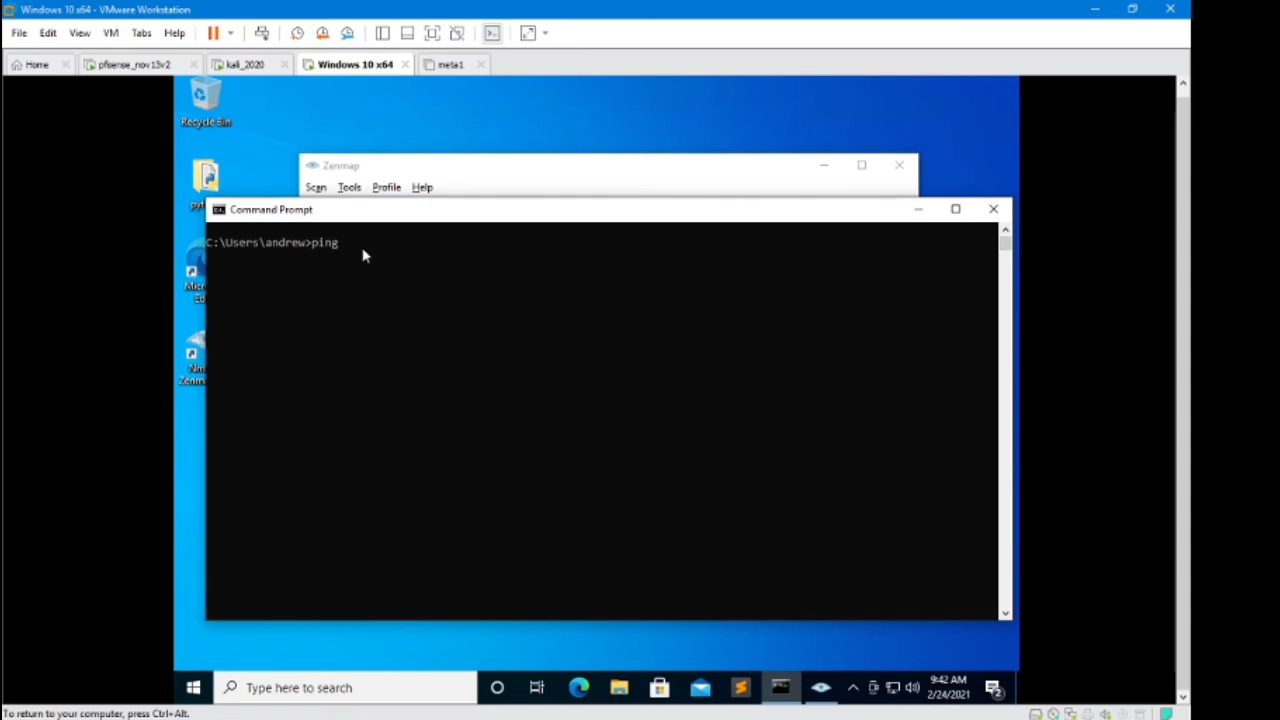 Windows 10 x64 - VMware Workstation
File Edit View VM Tabs Help
Home pfsense_nov13v2 kali_2020 Windows 10 x64 meta1
Recycle Bin
Zenmap
Scan Tools Profile Help
Command Prompt
C:\Users\andrew>ping
Type here to search
9:42 AM
2/24/2021
2
To return to your computer, press Ctrl+Alt.